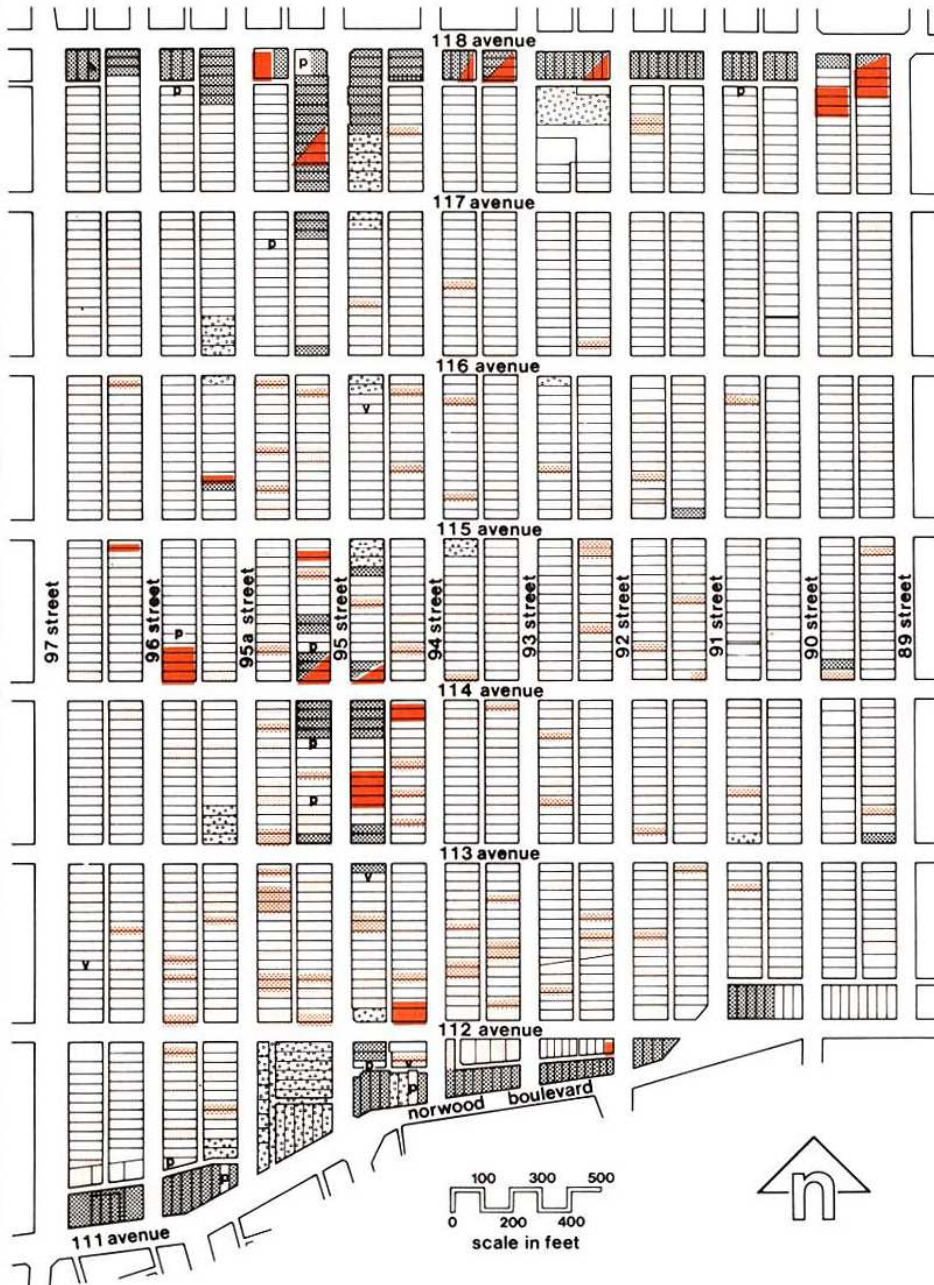 118 avenue
p
p
p
117 avenue
p
116 avenue
v
115 avenue
97 street
96 street
95a street
95 street
94 street
93 street
92 street
91 street
90 street
89 street
p
p
114 avenue
p
p
113 avenue
v
v
112 avenue
p
v
p
norwood boulevard
p
p
111 avenue
100 300 500
0 200 400
scale in feet
n